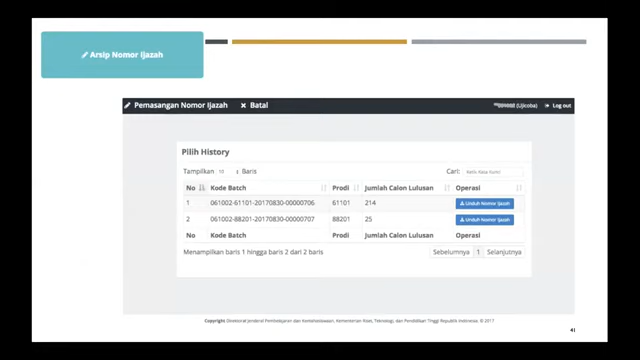 Arsip Nomor Ijazah
Pemasangan Nomor Ijazah Batal
(Ujicoba) Log out
Pilih History
Tampilkan 10 Baris Cari:
No Kode Batch Prodi Jumlah Calon Lulusan Operasi
1 061002-61101-20170830-00000706 61101 214 Unduh Nomor Ijazah
2 061002-88201-20170830-00000707 88201 25 Unduh Nomor Ijazah
No Kode Batch Prodi Jumlah Calon Lulusan Operasi
Menampilkan baris 1 hingga baris 2 dari 2 baris Sebelumnya 1 Selanjutnya
Copyright Direktorat Jenderal Pembelajaran dan Kemahasiswaan, Kementerian Riset, Teknologi, dan Pendidikan Tinggi Republik Indonesia. © 2017
41